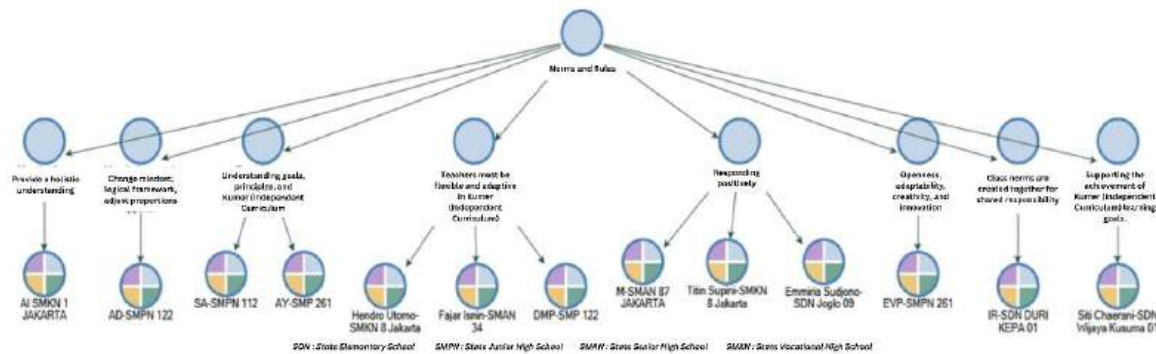 Norms and Rules
Provide a holistic
understanding
Change mindset,
logical framework,
adjust proportions
Understanding goals,
principles, and
Kumer (Independent
Curriculum
Teachers must be
flexible and adaptive
in Kumer
(Independent
Curriculum)
Responding
positively
Openness,
adaptability,
creativity, and
innovation
Class norms are
created together for
shared responsibility
Supporting the
achievement of
Kumer (Independent
Curriculum) learning
goals.
AI SMKN 1
JAKARTA
AD-SMPN 122
SA-SMPN 112
AY-SMP 261
Hendro Utomo-
SMKN 8 Jakarta
Fajar Isnin-SMAN
34
DMP-SMP 122
M-SMAN 87
JAKARTA
Titin Supini-SMKN
8 Jakarta
Emmiria Sudjono-
SDN Joglo 09
EVP-SMPN 261
IR-SDN DURI
KEPA 01
Siti Chaerani-SDN
Wijaya Kusuma 01
SDN : State Elementary School SMPN : State Junior High School SMAN : State Senior High School SMKN : State Vocational High School